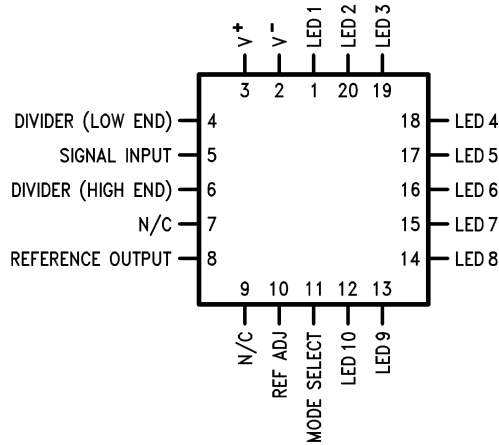 V+
V-
LED 1
LED 2
LED 3
3
2
1
20
19
DIVIDER (LOW END)
4
18
LED 4
SIGNAL INPUT
5
17
LED 5
DIVIDER (HIGH END)
6
16
LED 6
N/C
7
15
LED 7
REFERENCE OUTPUT
8
14
LED 8
9
10
11
12
13
N/C
REF ADJ
MODE SELECT
LED 10
LED 9